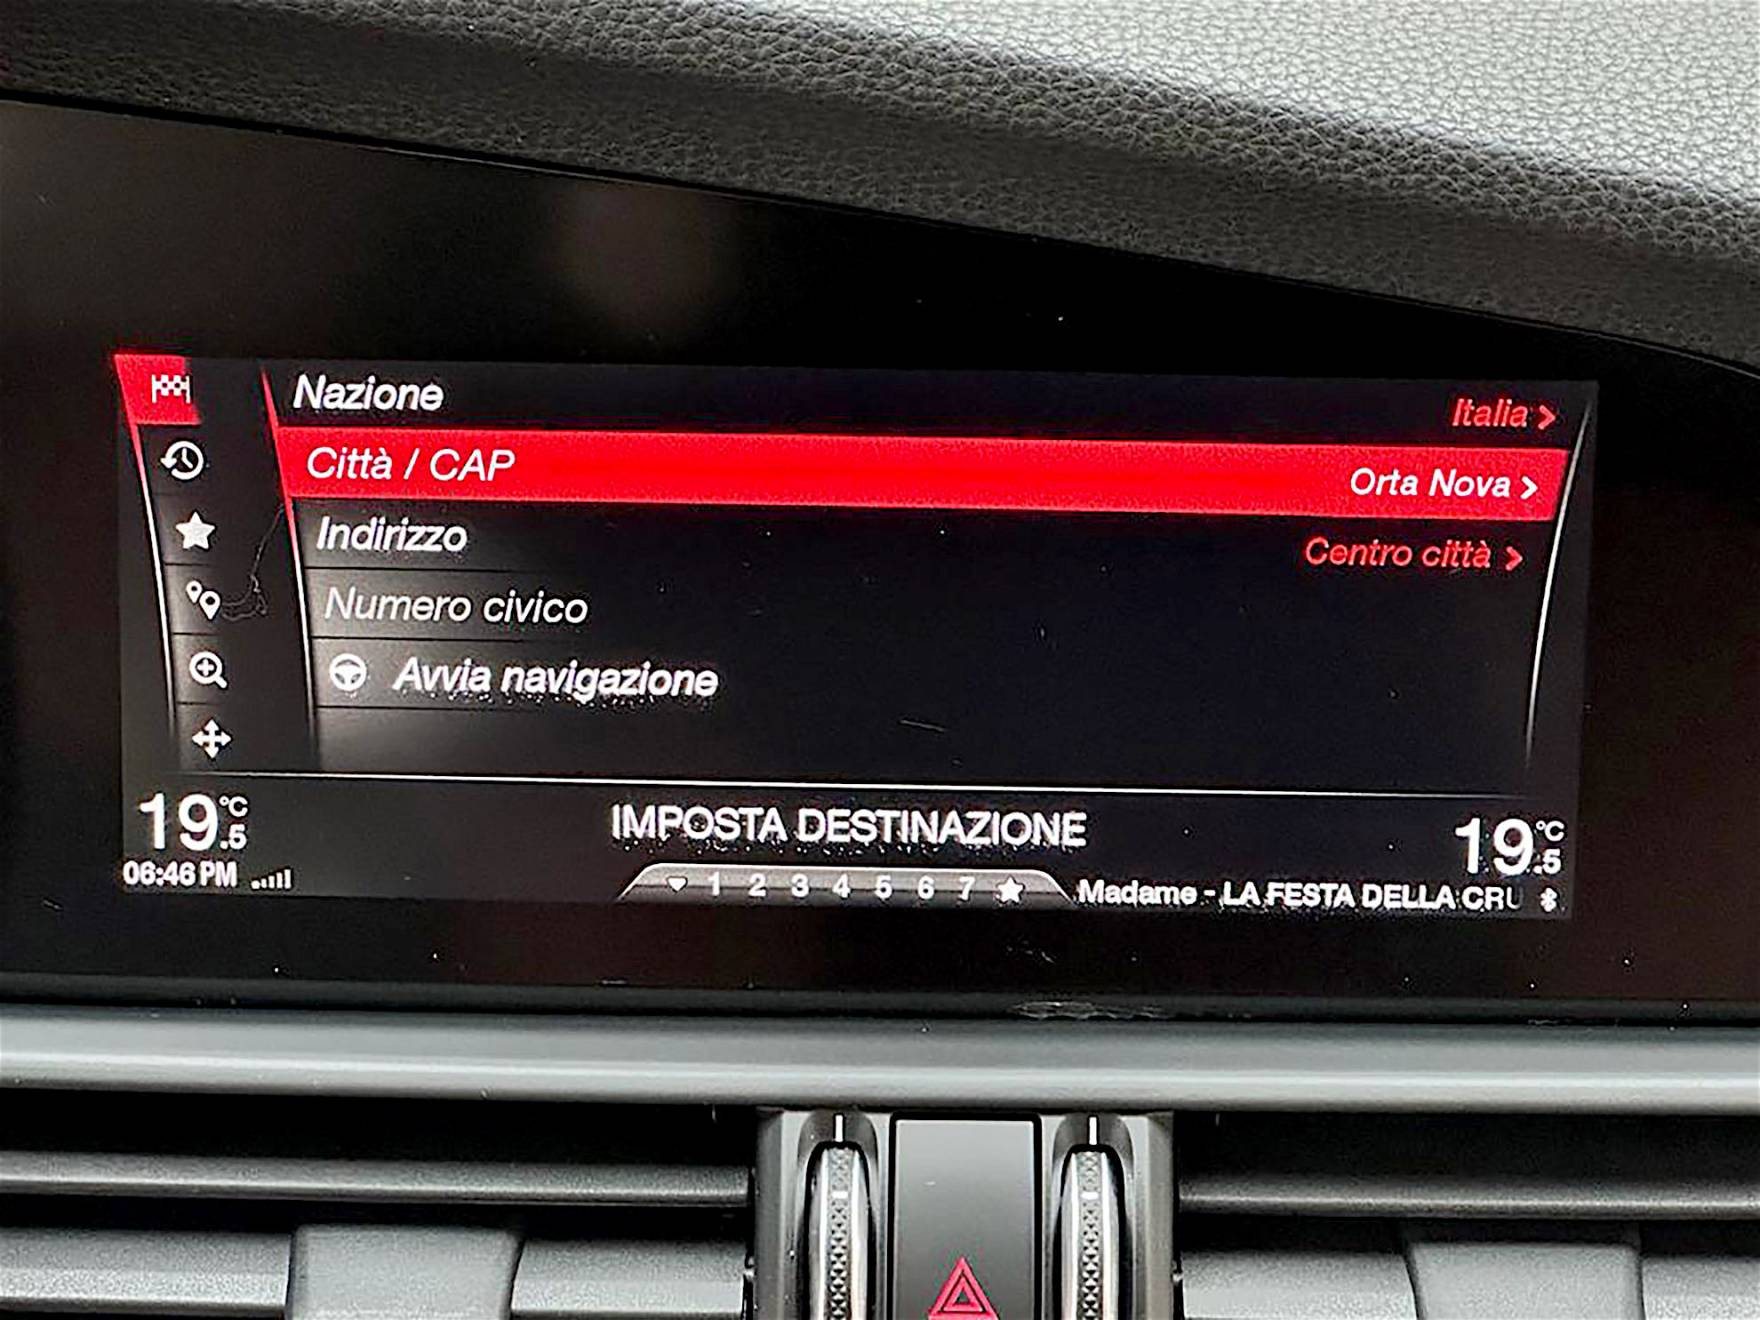 Nazione Italia >
Città / CAP Orta Nova >
Indirizzo Centro città >
Numero civico
Avvia navigazione
19.5 °C IMPOSTA DESTINAZIONE 19.5 °C
06:46 PM 1 2 3 4 5 6 7 Madame - LA FESTA DELLA CRU